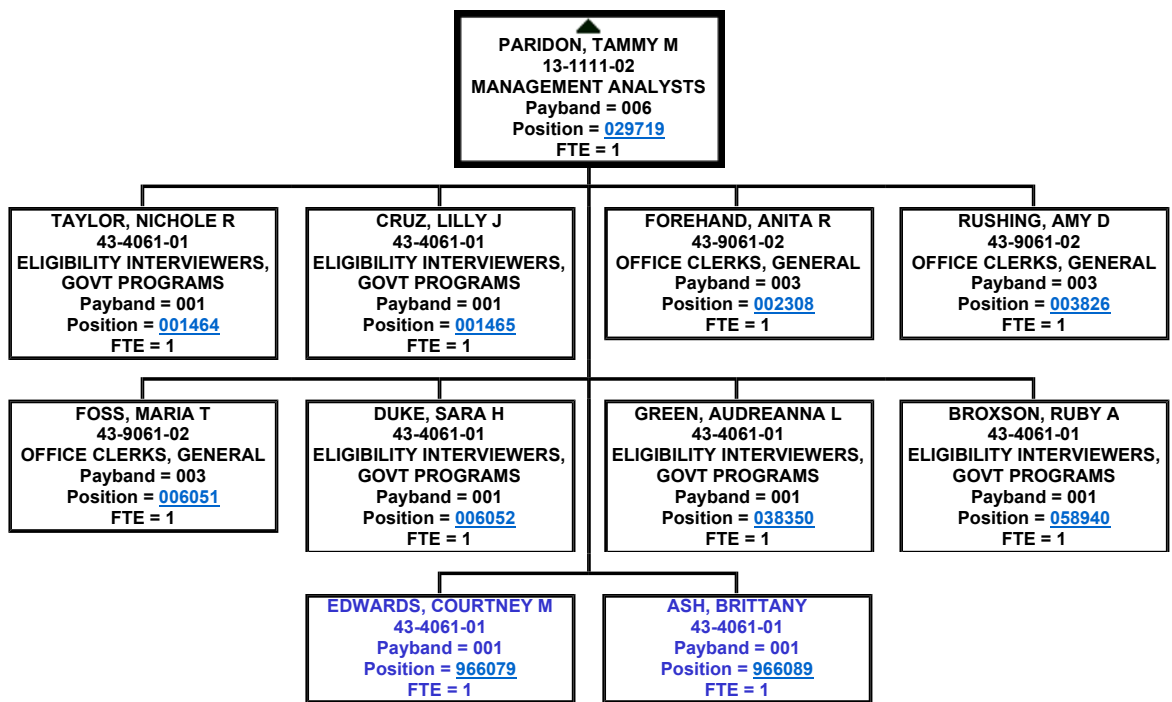 PARIDON, TAMMY M
13-1111-02
MANAGEMENT ANALYSTS
Payband = 006
Position = 029719
FTE = 1
TAYLOR, NICHOLE R
43-4061-01
ELIGIBILITY INTERVIEWERS,
GOVT PROGRAMS
Payband = 001
Position = 001464
FTE = 1
CRUZ, LILLY J
43-4061-01
ELIGIBILITY INTERVIEWERS,
GOVT PROGRAMS
Payband = 001
Position = 001465
FTE = 1
FOREHAND, ANITA R
43-9061-02
OFFICE CLERKS, GENERAL
Payband = 003
Position = 002308
FTE = 1
RUSHING, AMY D
43-9061-02
OFFICE CLERKS, GENERAL
Payband = 003
Position = 003826
FTE = 1
FOSS, MARIA T
43-9061-02
OFFICE CLERKS, GENERAL
Payband = 003
Position = 006051
FTE = 1
DUKE, SARA H
43-4061-01
ELIGIBILITY INTERVIEWERS,
GOVT PROGRAMS
Payband = 001
Position = 006052
FTE = 1
GREEN, AUDREANNA L
43-4061-01
ELIGIBILITY INTERVIEWERS,
GOVT PROGRAMS
Payband = 001
Position = 038350
FTE = 1
BROXSON, RUBY A
43-4061-01
ELIGIBILITY INTERVIEWERS,
GOVT PROGRAMS
Payband = 001
Position = 058940
FTE = 1
EDWARDS, COURTNEY M
43-4061-01
Payband = 001
Position = 966079
FTE = 1
ASH, BRITTANY
43-4061-01
Payband = 001
Position = 966089
FTE = 1